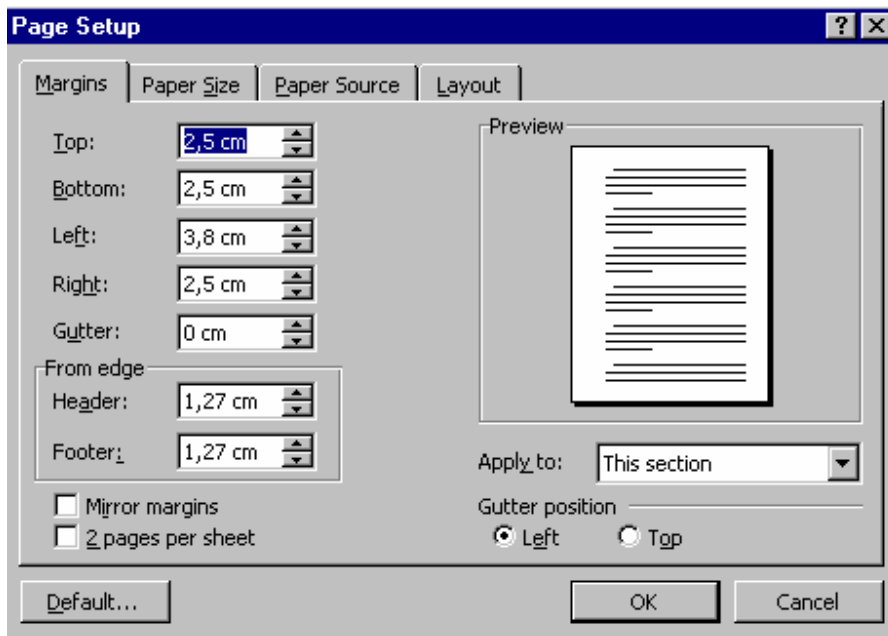 Page Setup
Margins
Paper Size
Paper Source
Layout
Top: 2,5 cm
Bottom: 2,5 cm
Left: 3,8 cm
Right: 2,5 cm
Gutter: 0 cm
From edge
Header: 1,27 cm
Footer: 1,27 cm
Mirror margins
2 pages per sheet
Preview
Apply to: This section
Gutter position
Left Top
Default... OK Cancel